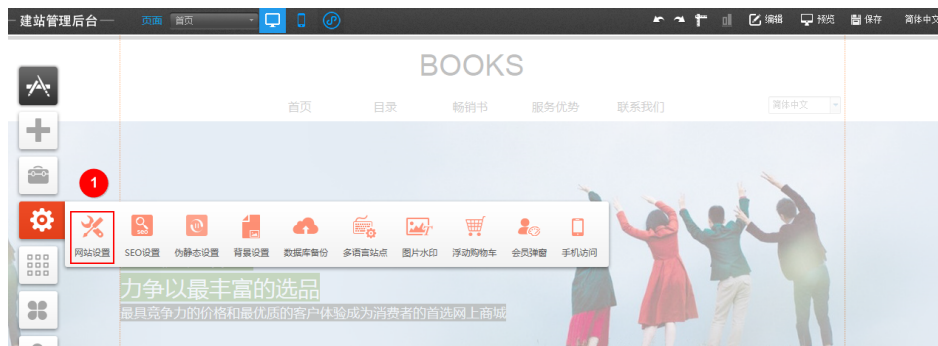 建站管理后台 页面 首页 编辑 预览 保存 简体中文
BOOKS
首页 目录 畅销书 服务优势 联系我们 简体中文
1
网站设置 SEO设置 伪静态设置 背景设置 数据库备份 多语言站点 图片水印 浮动购物车 会员弹窗 手机访问
力争以最丰富的选品
最具竞争力的价格和最优质的客户体验成为消费者的首选网上商城